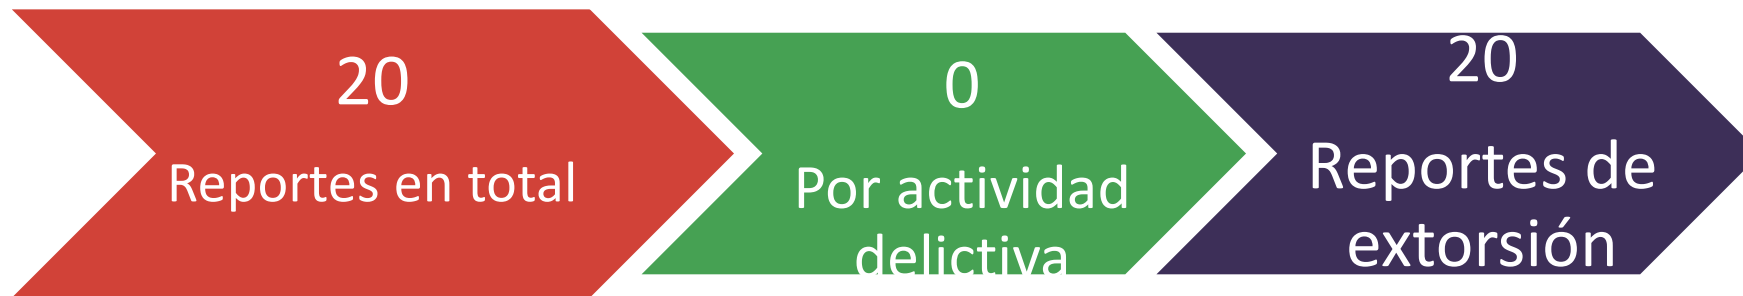 20
Reportes en total
0
Por actividad
delictiva
20
Reportes de
extorsión